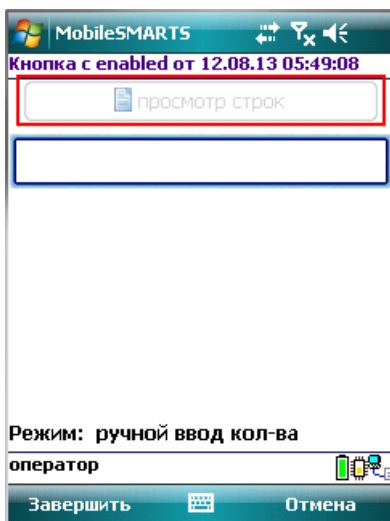 MobileSMARTS
Кнопка с enabled от 12.08.13 05:49:08
просмотр строк
Режим: ручной ввод кол-ва
оператор
Завершить Отмена